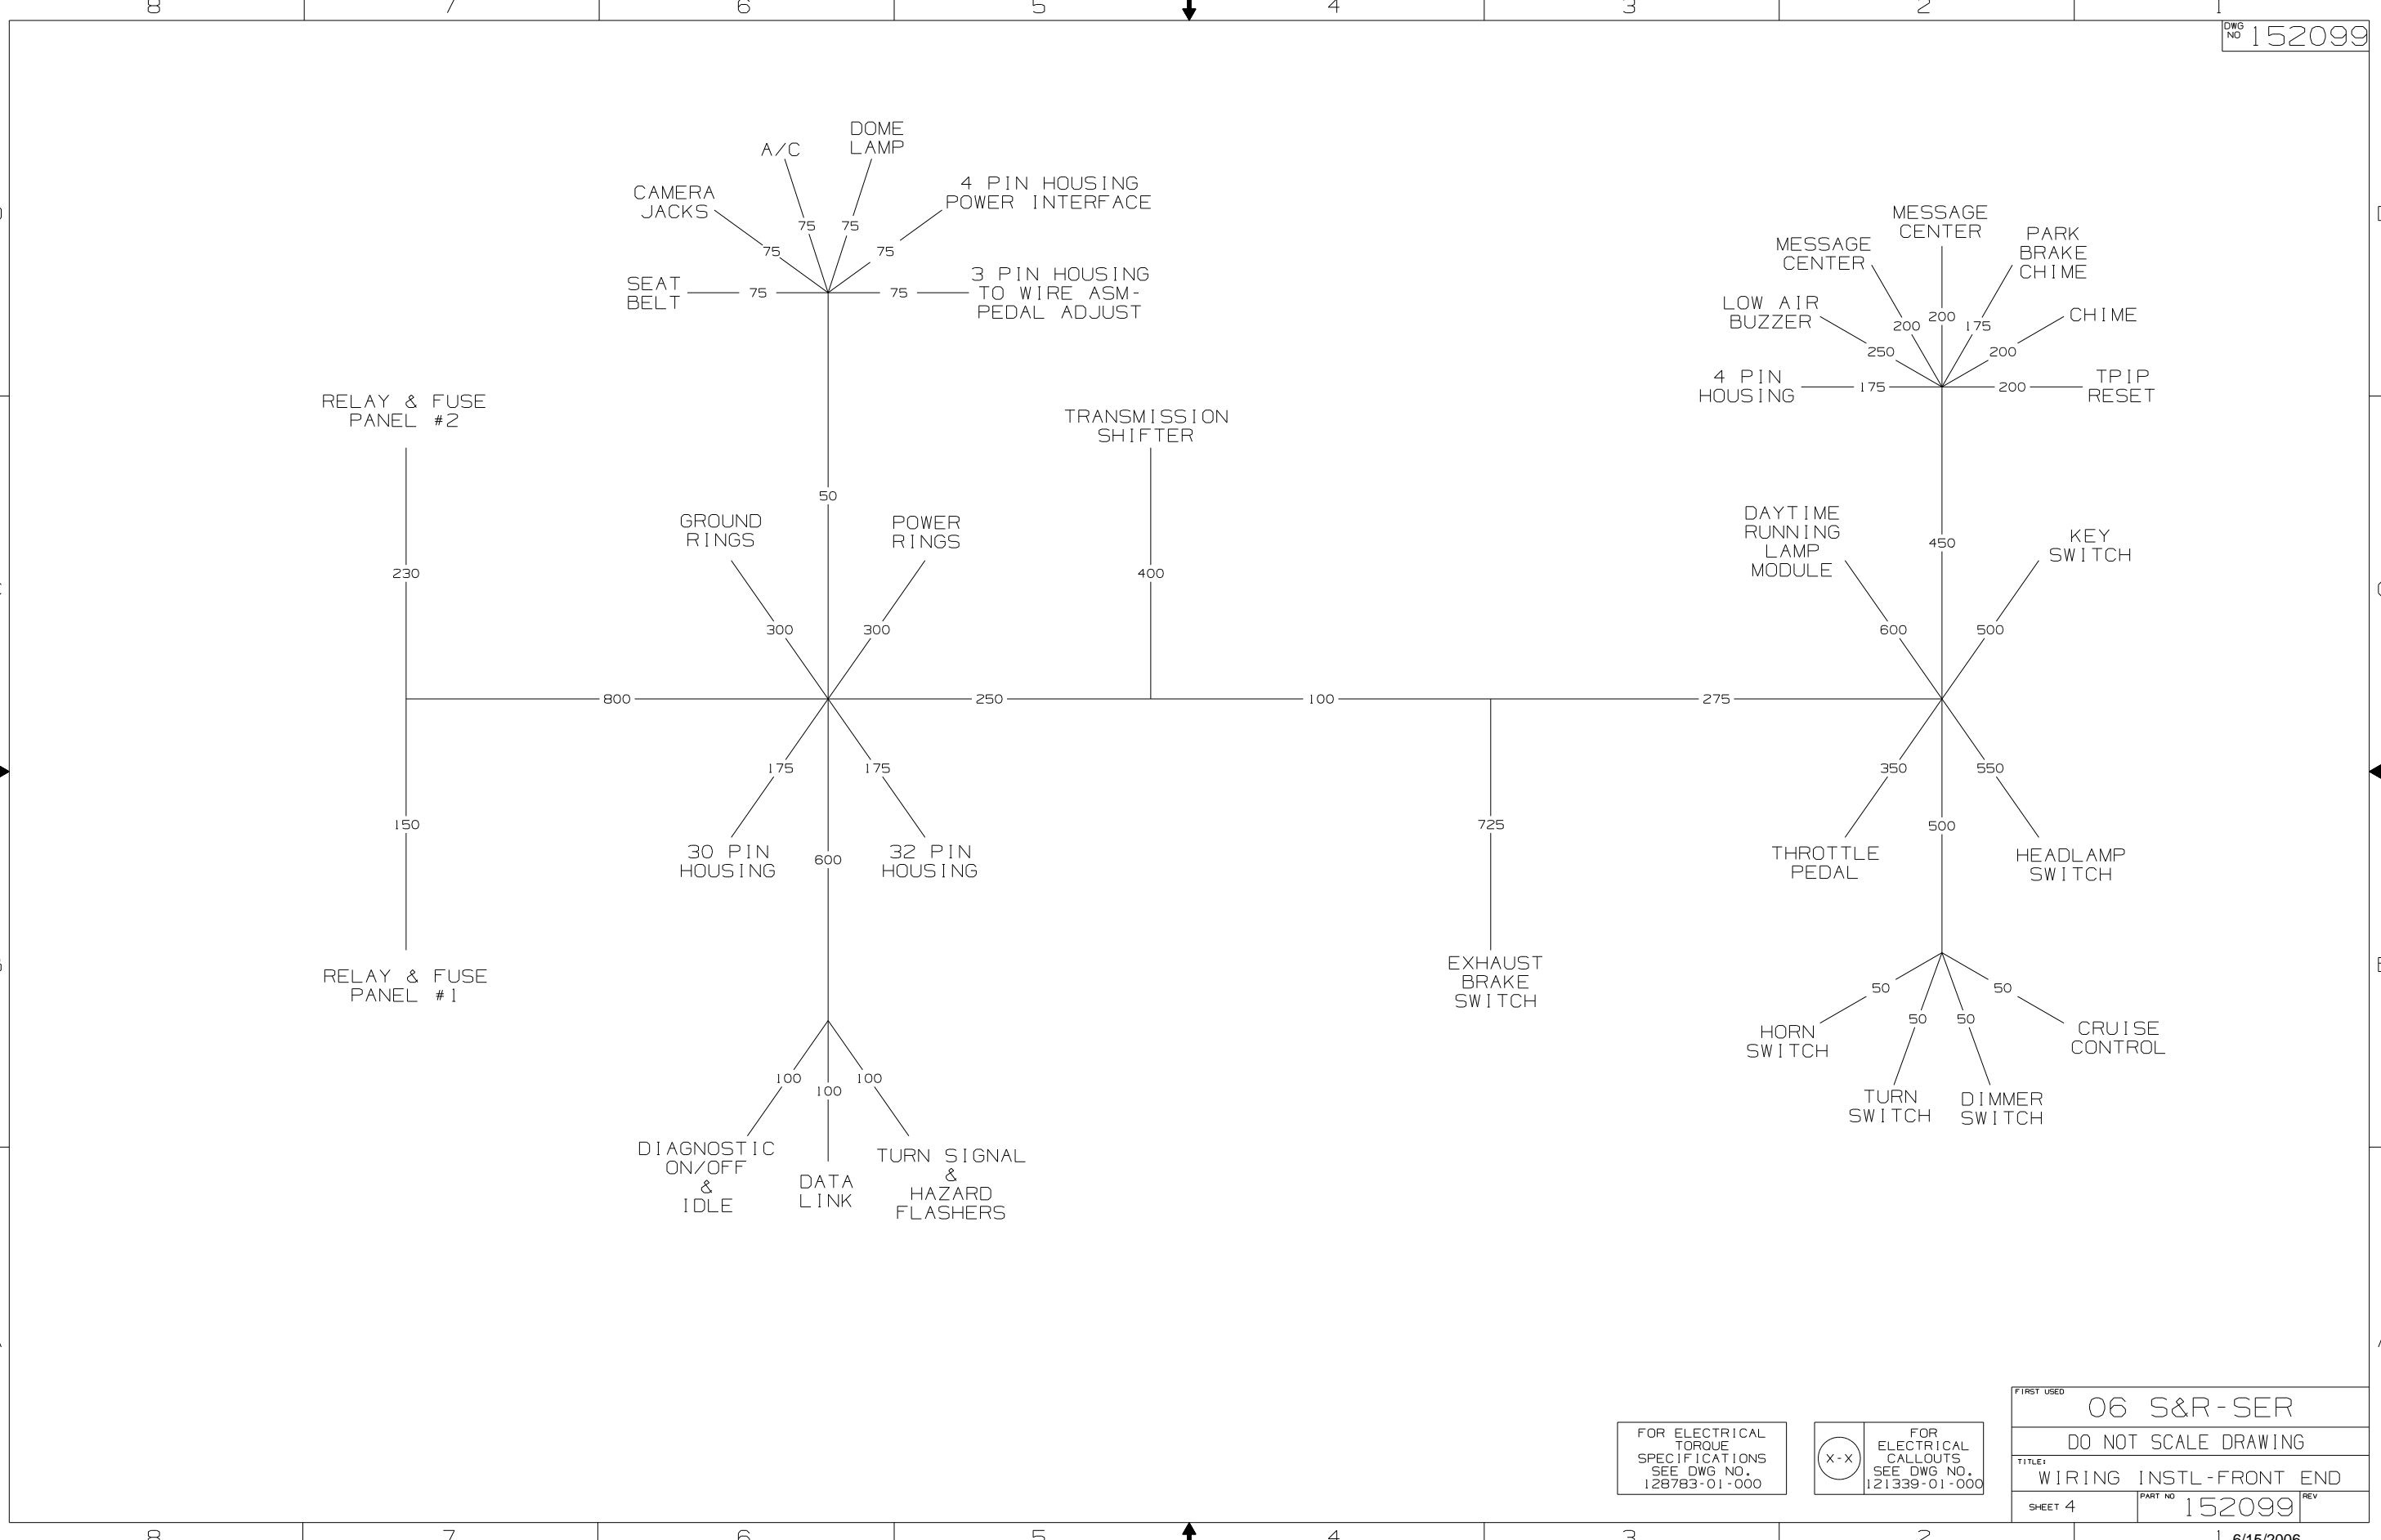 8 7 6 5 4 3 2 1
DWG
NO 152099
DOME
LAMP
A/C
CAMERA
JACKS
4 PIN HOUSING
POWER INTERFACE
SEAT
BELT
3 PIN HOUSING
TO WIRE ASM-
PEDAL ADJUST
75
75
75
75
75
75
50
RELAY & FUSE
PANEL #2
230
150
RELAY & FUSE
PANEL #1
800
GROUND
RINGS
300
POWER
RINGS
300
175
30 PIN
HOUSING
175
32 PIN
HOUSING
600
100
100
100
DIAGNOSTIC
ON/OFF
&
IDLE
DATA
LINK
TURN SIGNAL
&
HAZARD
FLASHERS
250
TRANSMISSION
SHIFTER
400
100
725
EXHAUST
BRAKE
SWITCH
275
MESSAGE
CENTER
MESSAGE
CENTER
PARK
BRAKE
CHIME
LOW AIR
BUZZER
CHIME
4 PIN
HOUSING
TPIP
RESET
200
200
175
250
200
175
200
450
DAYTIME
RUNNING
LAMP
MODULE
600
KEY
SWITCH
500
350
THROTTLE
PEDAL
550
HEADLAMP
SWITCH
500
50
50
50
50
HORN
SWITCH
TURN
SWITCH
DIMMER
SWITCH
CRUISE
CONTROL
FOR ELECTRICAL
TORQUE
SPECIFICATIONS
SEE DWG NO.
128783-01-000
X-X
FOR
ELECTRICAL
CALLOUTS
SEE DWG NO.
121339-01-000
FIRST USED
06 S&R-SER
DO NOT SCALE DRAWING
TITLE:
WIRING INSTL-FRONT END
SHEET 4
PART NO 152099
REV
8 7 6 5 4 3 2 1
6/15/2006